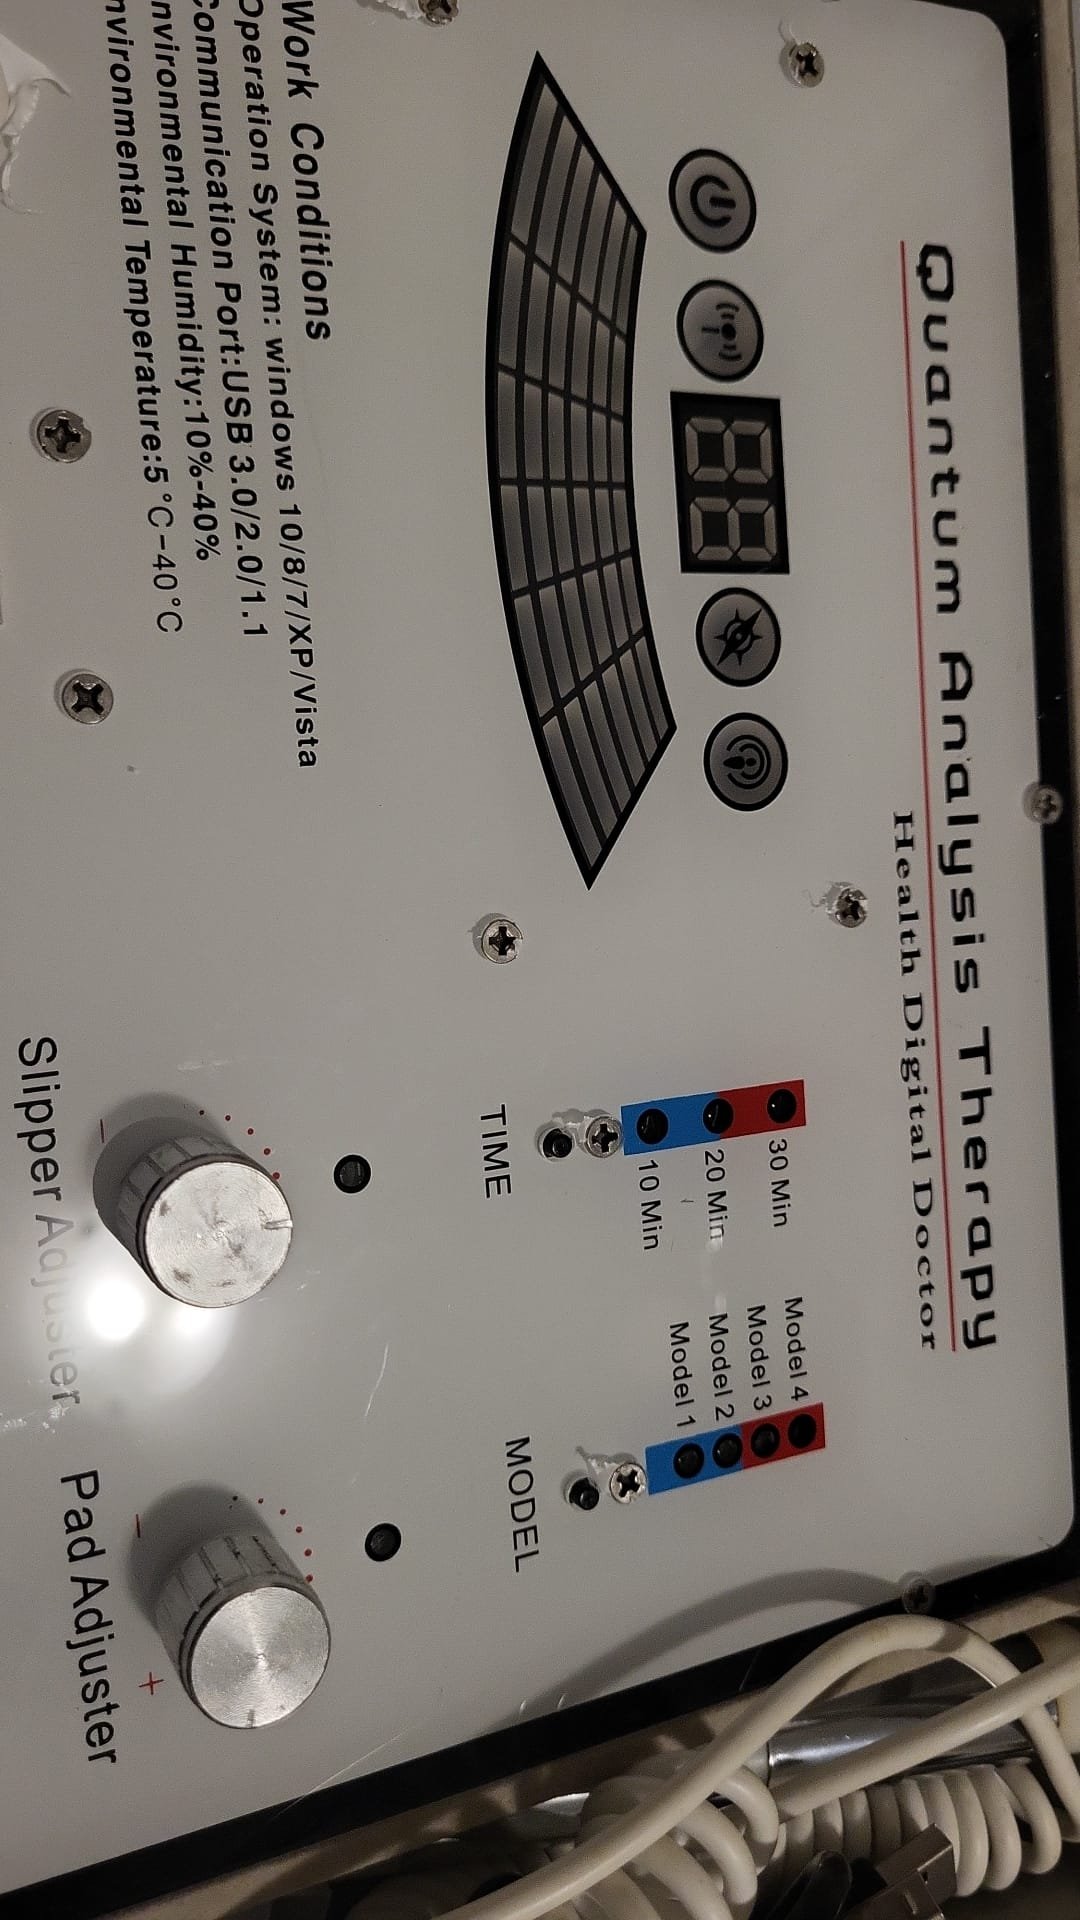 Quantum Analysis Therapy
Health Digital Doctor
30 Min
20 Min
10 Min
TIME
Model 4
Model 3
Model 2
Model 1
MODEL
Work Conditions
Operation System: windows 10/8/7/XP/Vista
Communication Port:USB 3.0/2.0/1.1
nvironmental Humidity:10%-40%
nvironmental Temperature:5°C-40°C
-
Slipper Adjuster
- +
Pad Adjuster